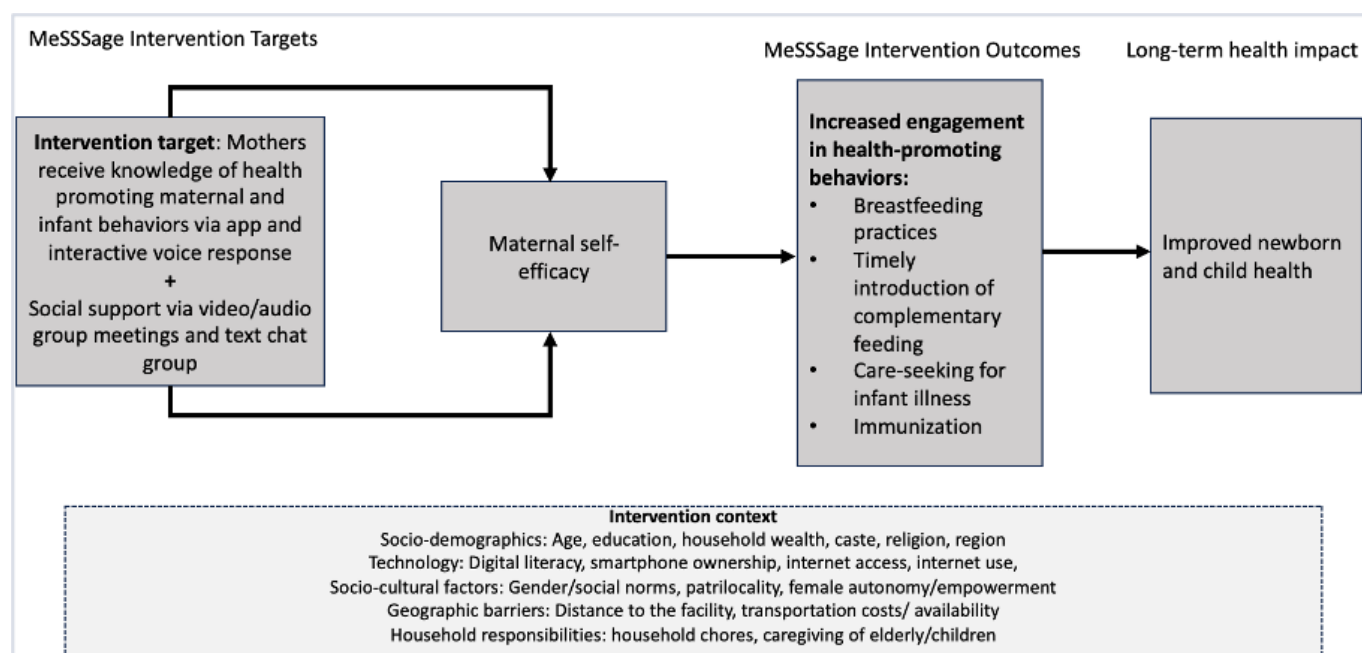 MeSSSage Intervention Targets
MeSSSage Intervention Outcomes
Long-term health impact
Intervention target: Mothers
receive knowledge of health
promoting maternal and
infant behaviors via app and
interactive voice response
+
Social support via video/audio
group meetings and text chat
group
Maternal self-
efficacy
Increased engagement
in health-promoting
behaviors:
• Breastfeeding
practices
• Timely
introduction of
complementary
feeding
• Care-seeking for
infant illness
• Immunization
Improved newborn
and child health
Intervention context
Socio-demographics: Age, education, household wealth, caste, religion, region
Technology: Digital literacy, smartphone ownership, internet access, internet use,
Socio-cultural factors: Gender/social norms, patrilocality, female autonomy/empowerment
Geographic barriers: Distance to the facility, transportation costs/ availability
Household responsibilities: household chores, caregiving of elderly/children